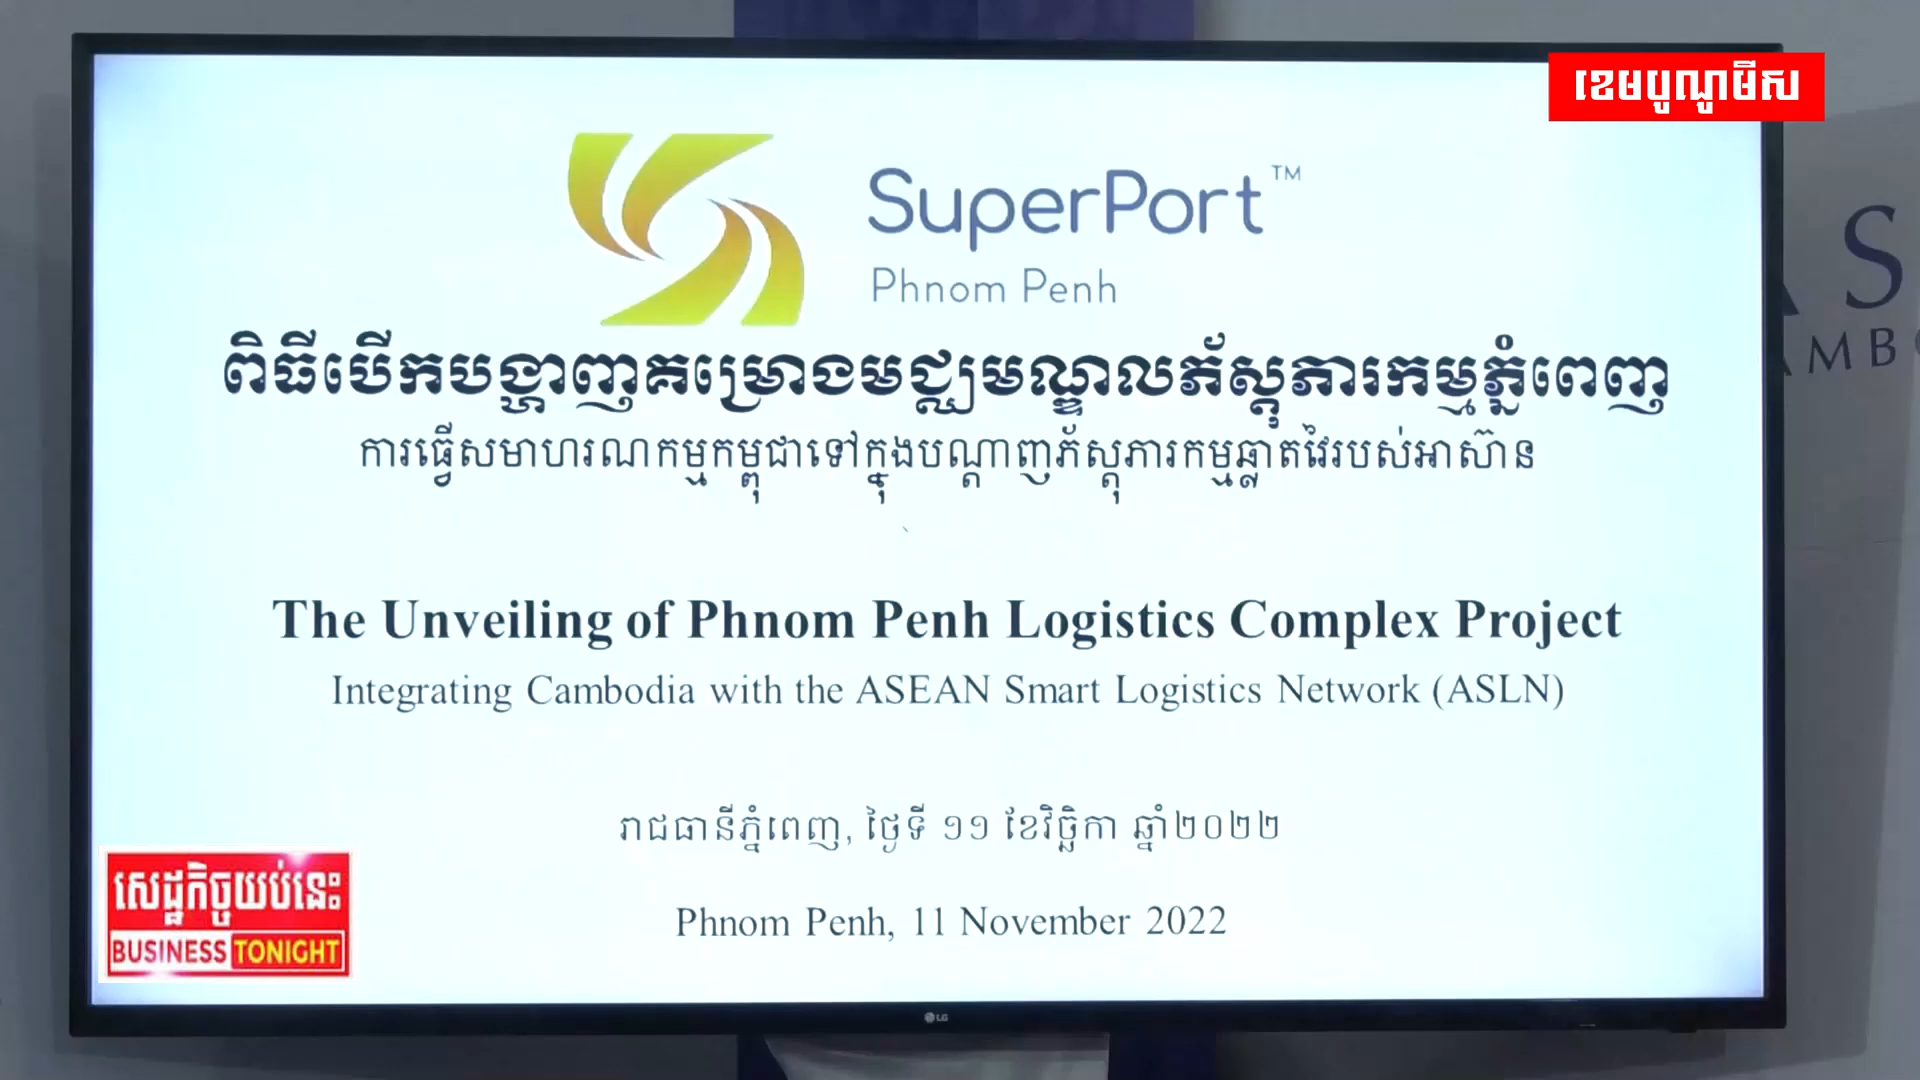 ខេមបូណូមីស
SuperPort™
Phnom Penh
ពិធីបើកបង្ហាញគម្រោងមជ្ឈមណ្ឌលភ័ស្តុភារកម្មភ្នំពេញ
ការធ្វើសមាហរណកម្មកម្ពុជាទៅក្នុងបណ្តាញភ័ស្តុភារកម្មឆ្លាតវៃរបស់អាស៊ាន
The Unveiling of Phnom Penh Logistics Complex Project
Integrating Cambodia with the ASEAN Smart Logistics Network (ASLN)
រាជធានីភ្នំពេញ, ថ្ងៃទី ១១ ខែវិច្ឆិកា ឆ្នាំ២០២២
Phnom Penh, 11 November 2022
សេដ្ឋកិច្ចយប់នេះ
BUSINESS TONIGHT
LG